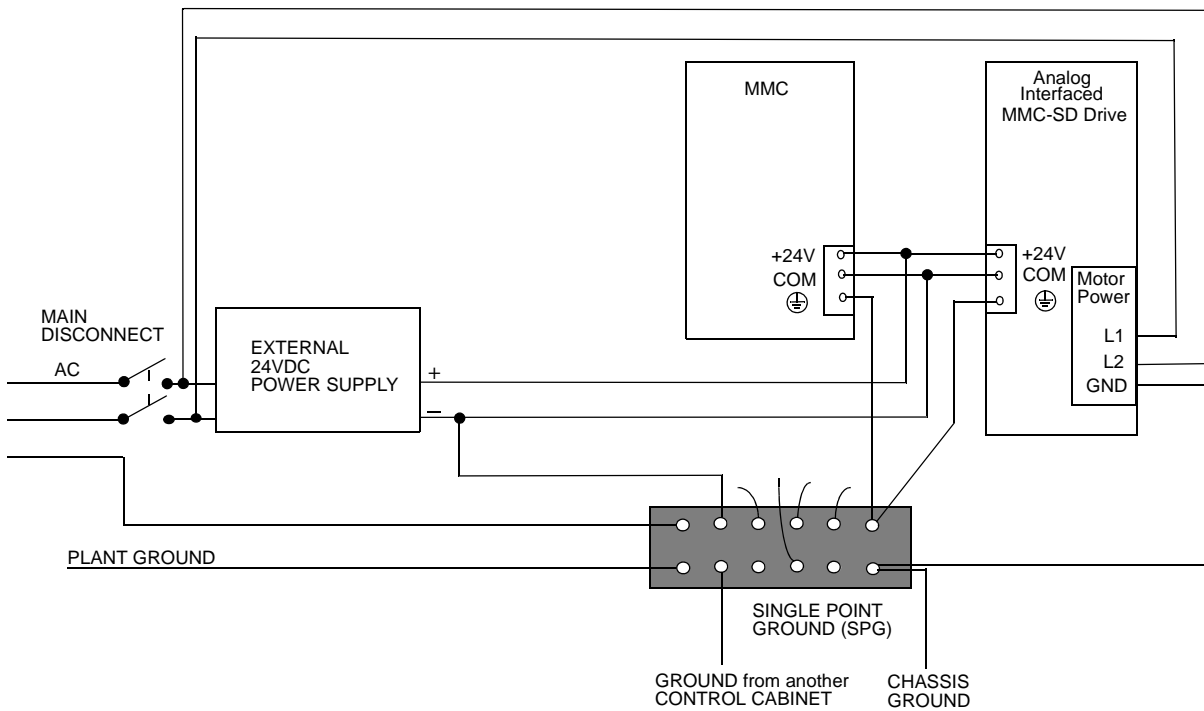 MMC
Analog
Interfaced
MMC-SD Drive
+24V
COM
+24V
COM
Motor
Power
L1
L2
GND
MAIN
DISCONNECT
AC
EXTERNAL
24VDC
POWER SUPPLY
+
–
PLANT GROUND
SINGLE POINT
GROUND (SPG)
GROUND from another
CONTROL CABINET
CHASSIS
GROUND